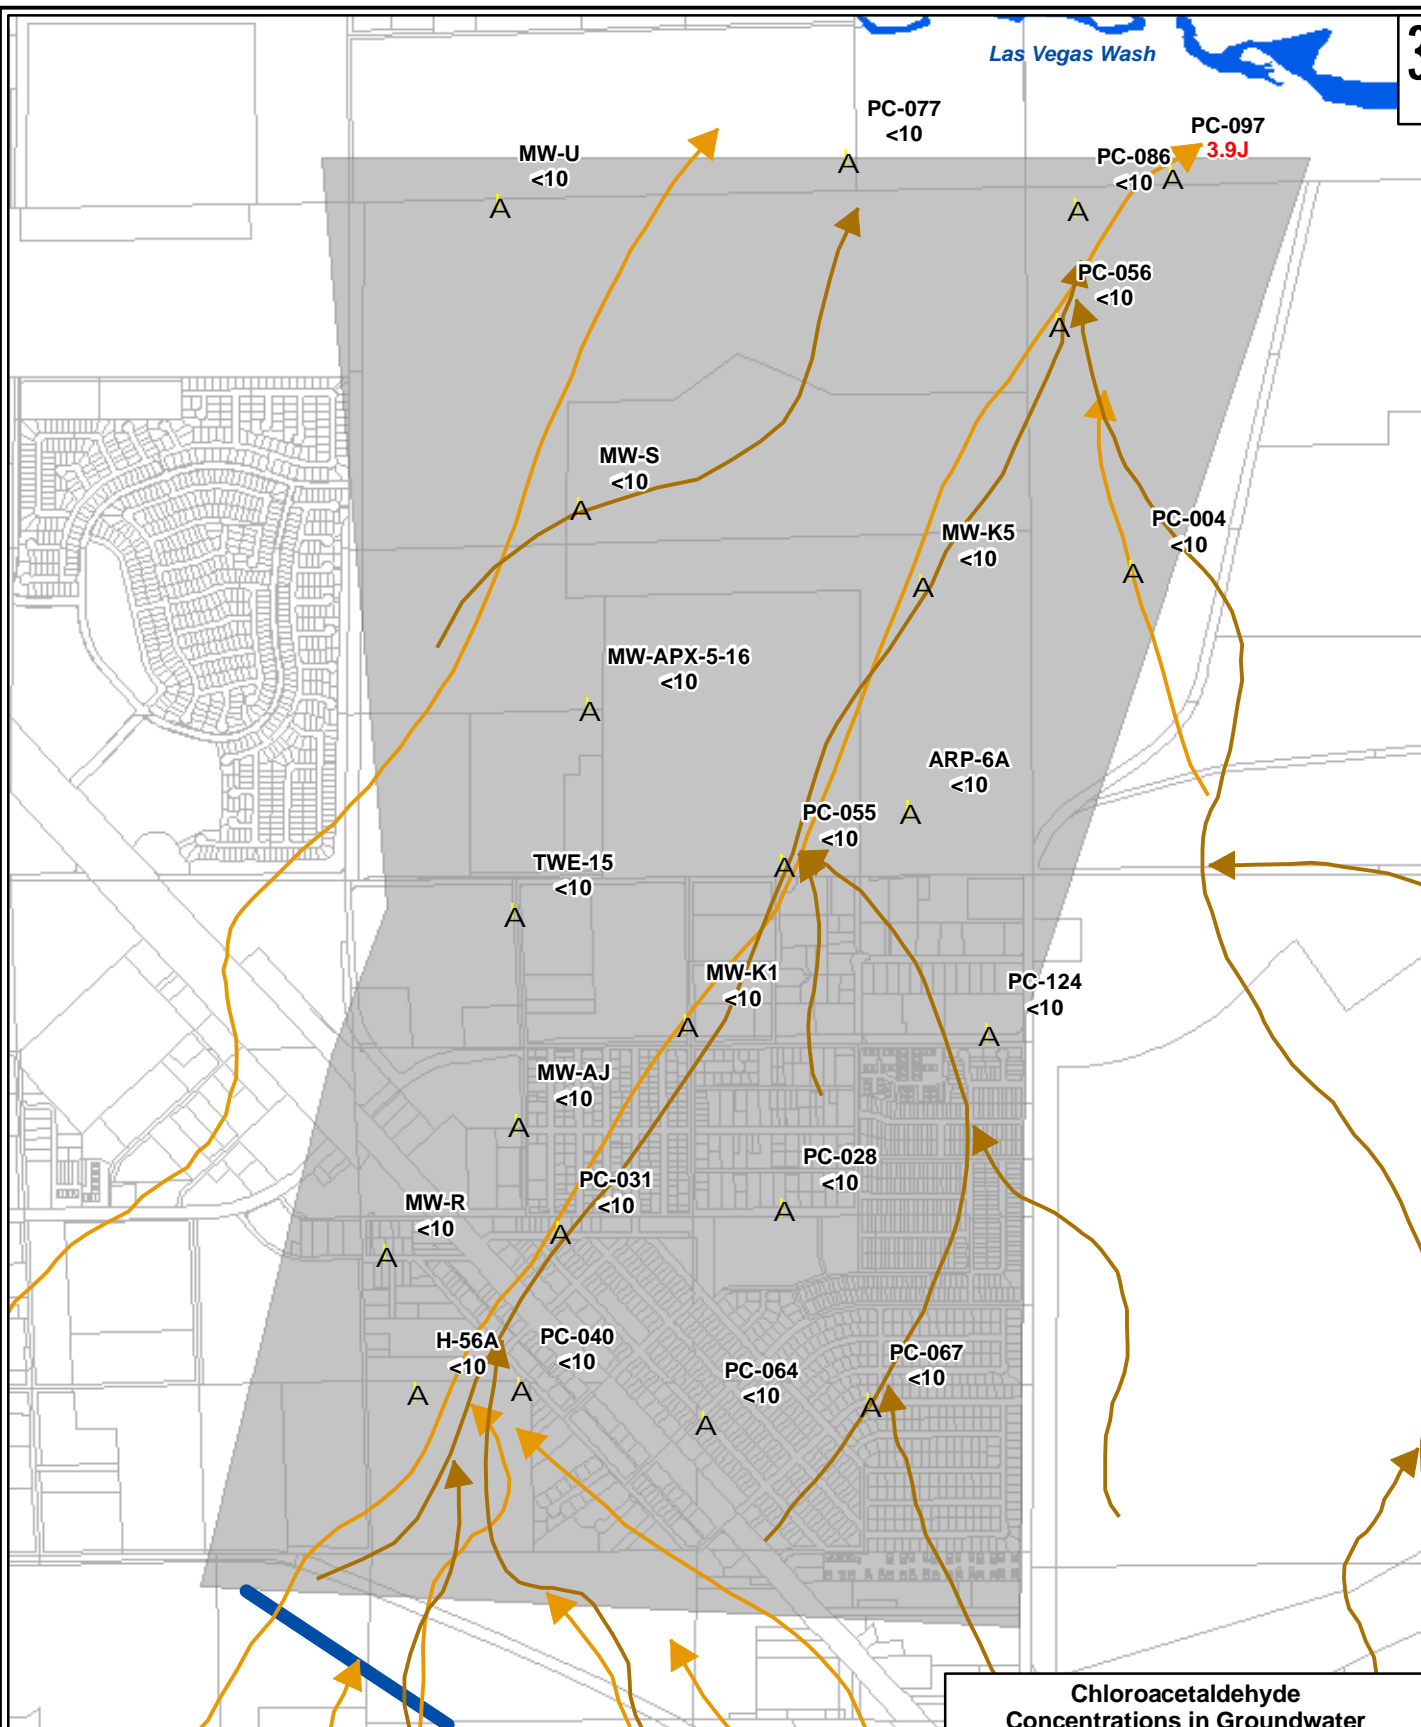 3
Las Vegas Wash
PC-077
<10
PC-097
3.9J
MW-U
<10
PC-086
<10
A
A
A
A
PC-056
<10
A
MW-S
<10
A
PC-004
<10
MW-K5
<10
A
A
MW-APX-5-16
<10
A
ARP-6A
<10
A
PC-055
<10
A
TWE-15
<10
A
MW-K1
<10
A
PC-124
<10
A
MW-AJ
<10
A
PC-028
<10
A
PC-031
<10
A
MW-R
<10
A
H-56A
<10
A
PC-040
<10
A
PC-064
<10
A
PC-067
<10
A
Chloroacetaldehyde
Concentrations in Groundwater